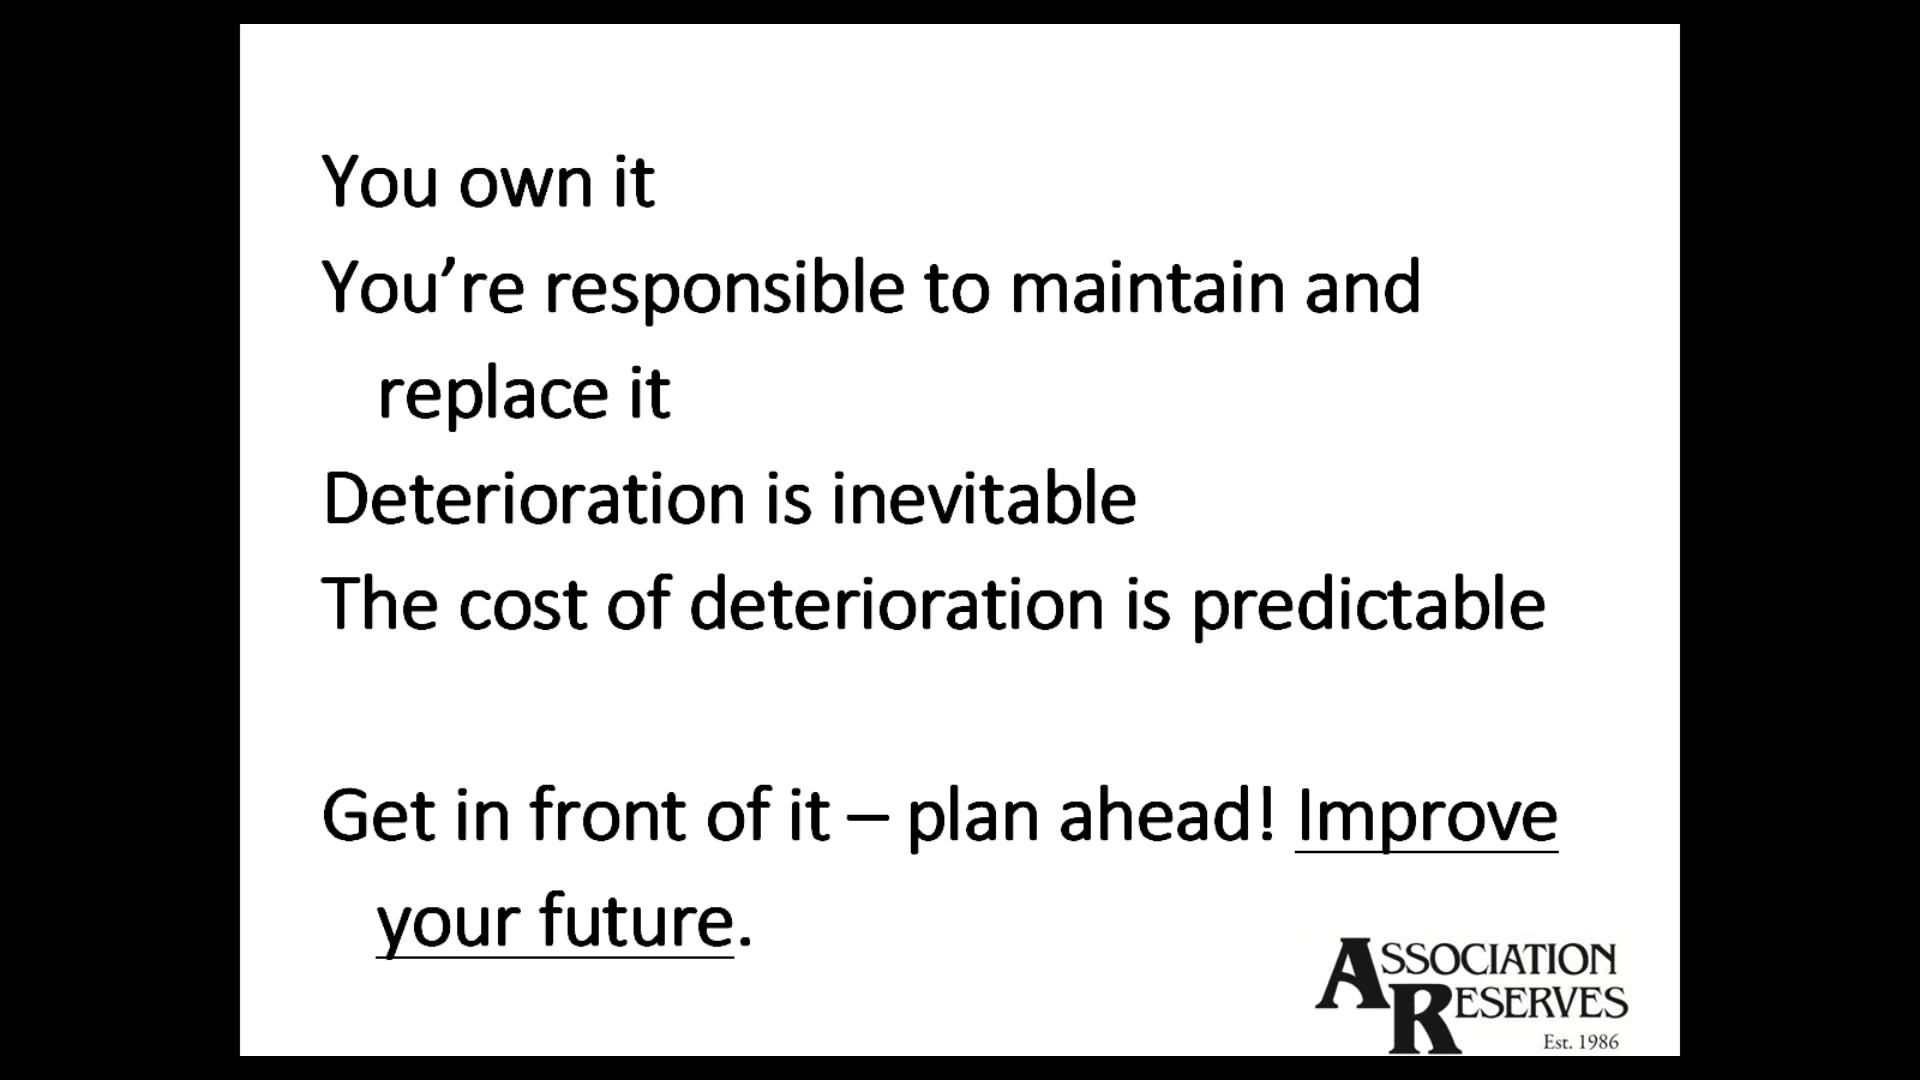 You own it
You’re responsible to maintain and
replace it
Deterioration is inevitable
The cost of deterioration is predictable
Get in front of it – plan ahead! Improve
your future.
ASSOCIATION
RESERVES
Est. 1986